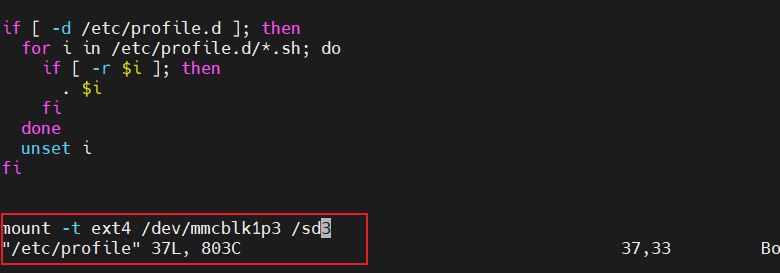 if [ -d /etc/profile.d ]; then
  for i in /etc/profile.d/*.sh; do
    if [ -r $i ]; then
      . $i
    fi
  done
  unset i
fi
mount -t ext4 /dev/mmcblk1p3 /sd3
"/etc/profile" 37L, 803C 37,33 Bo